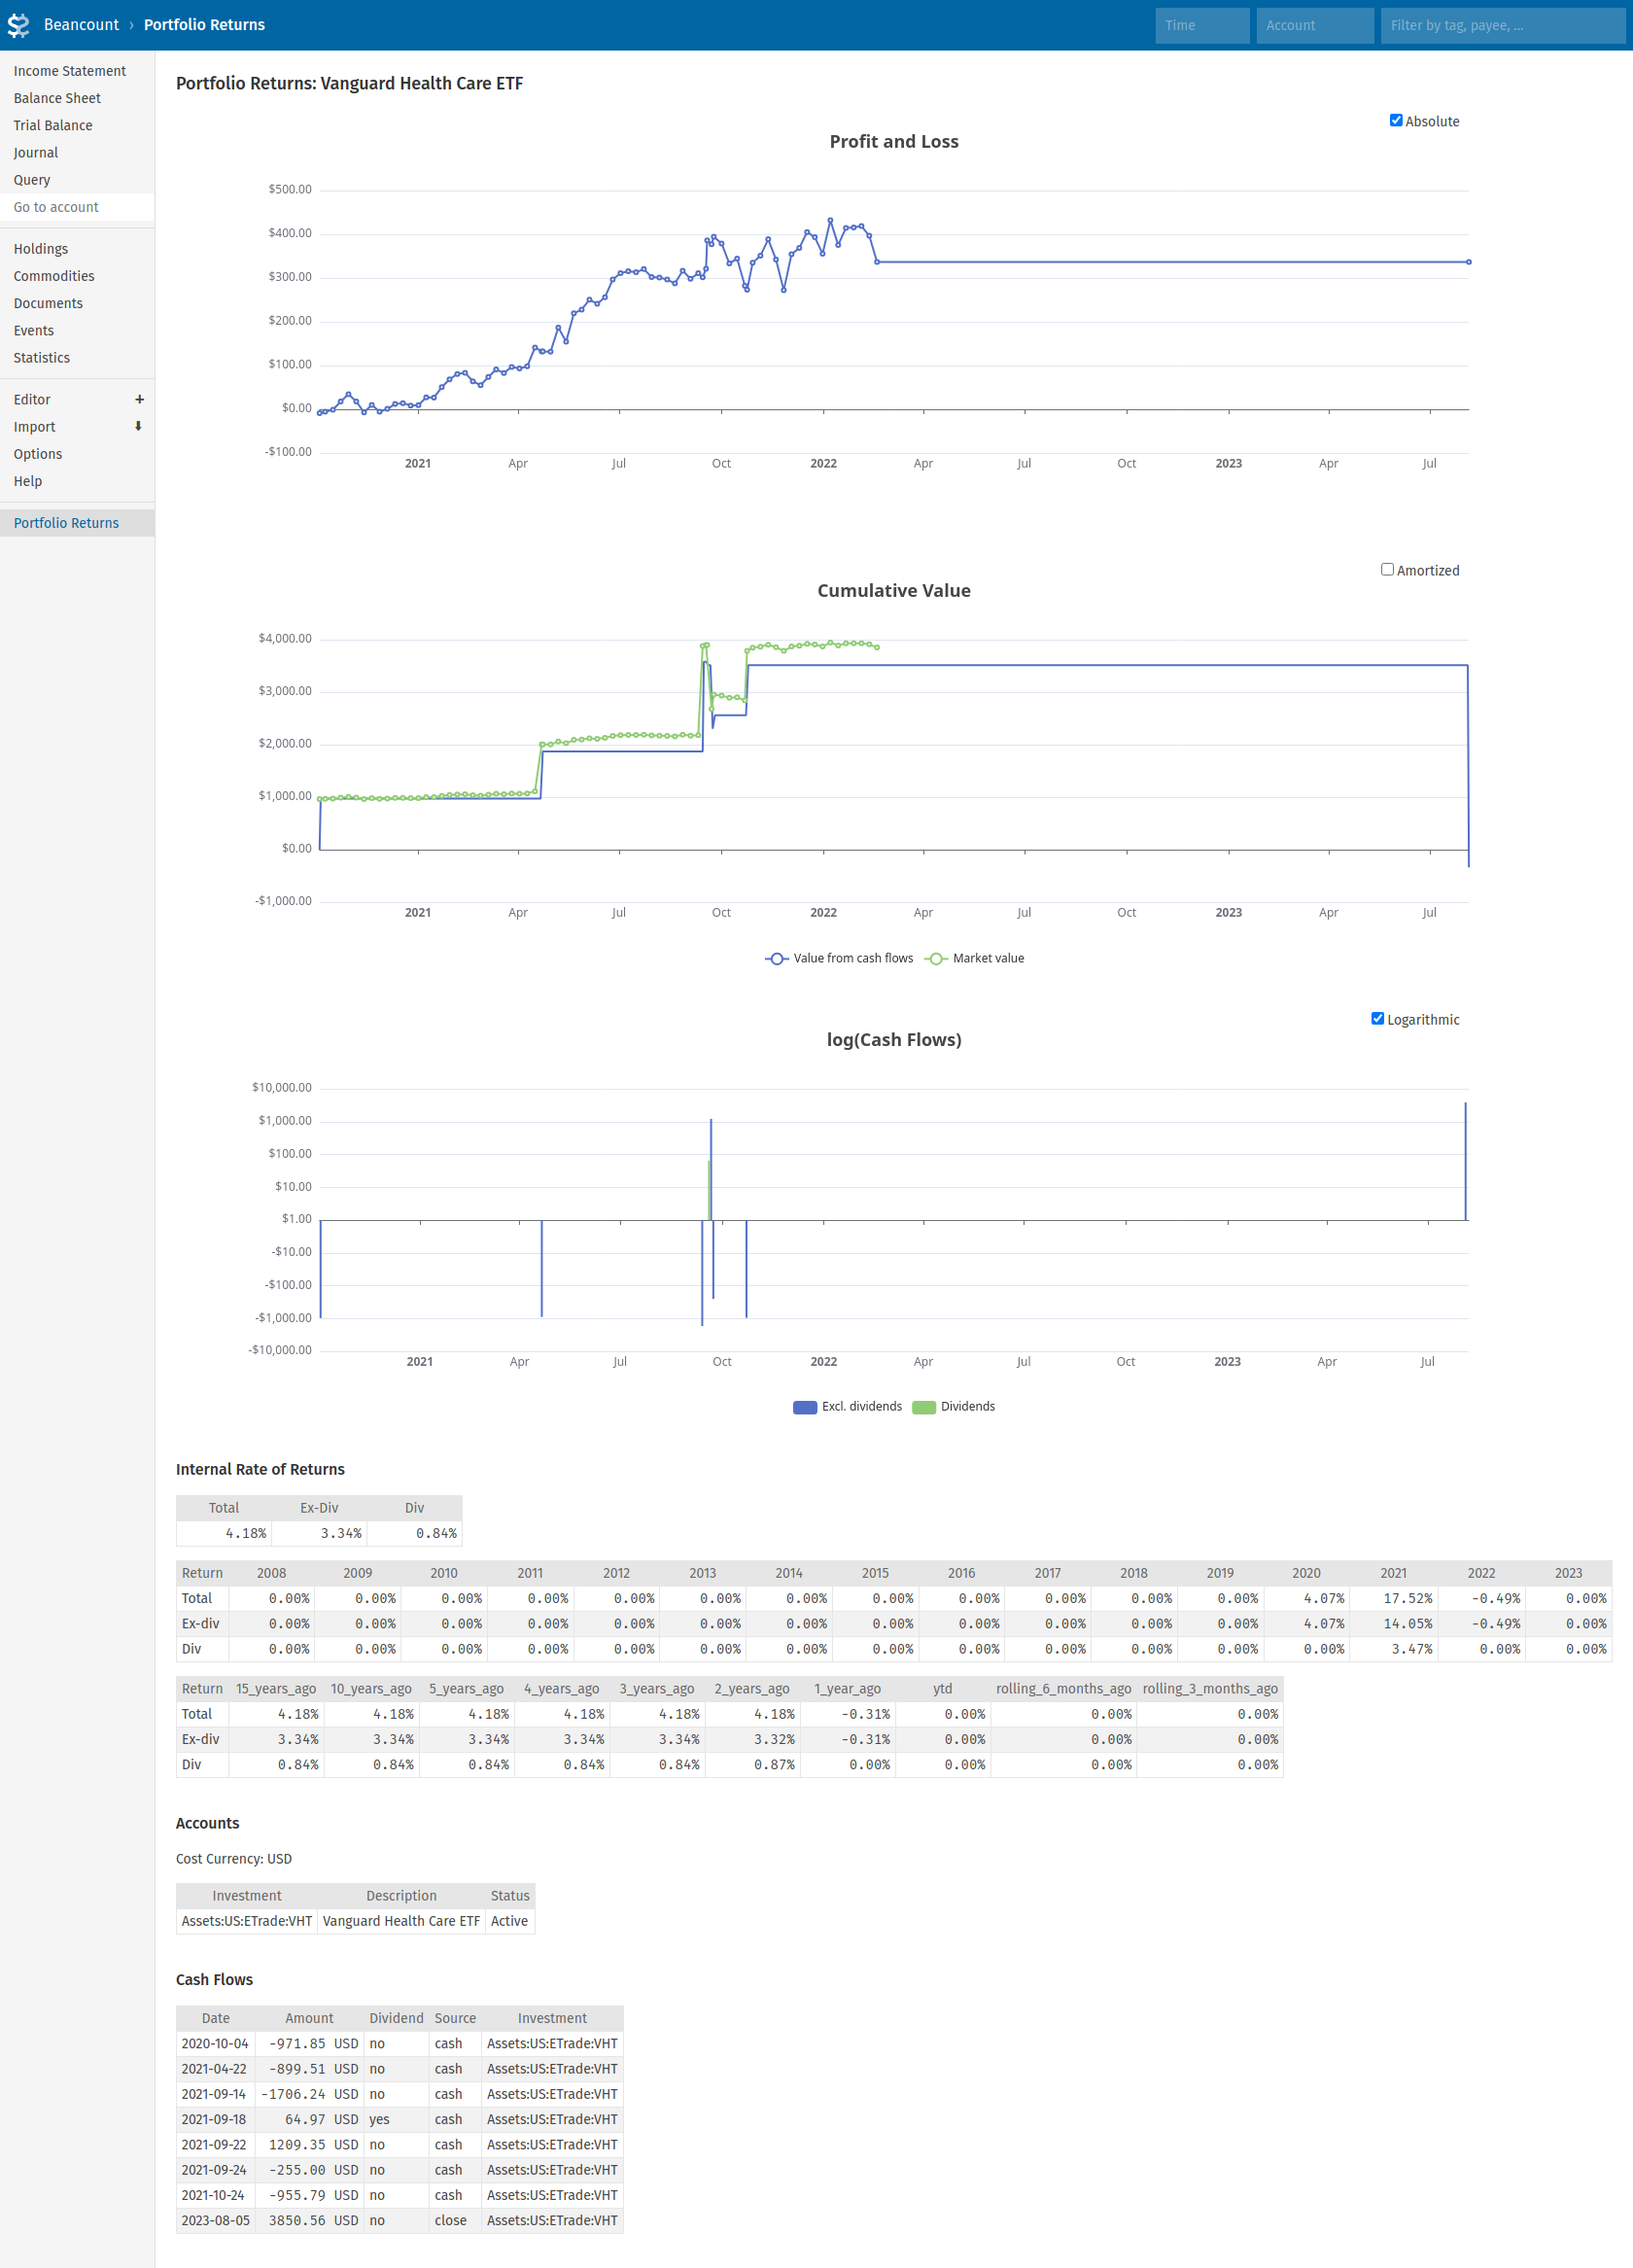 Beancount › Portfolio Returns
Time
Account
Filter by tag, payee, ...
Income Statement
Balance Sheet
Trial Balance
Journal
Query
Go to account
Holdings
Commodities
Documents
Events
Statistics
Editor +
Import
Options
Help
Portfolio Returns
Portfolio Returns: Vanguard Health Care ETF
Absolute
Profit and Loss
$500.00
$400.00
$300.00
$200.00
$100.00
$0.00
-$100.00
2021 Apr Jul Oct 2022 Apr Jul Oct 2023 Apr Jul
Amortized
Cumulative Value
$4,000.00
$3,000.00
$2,000.00
$1,000.00
$0.00
-$1,000.00
2021 Apr Jul Oct 2022 Apr Jul Oct 2023 Apr Jul
Value from cash flows Market value
Logarithmic
log(Cash Flows)
$10,000.00
$1,000.00
$100.00
$10.00
$1.00
-$10.00
-$100.00
-$1,000.00
-$10,000.00
2021 Apr Jul Oct 2022 Apr Jul Oct 2023 Apr Jul
Excl. dividends Dividends
Internal Rate of Returns
Total Ex-Div Div
4.18% 3.34% 0.84%
Return 2008 2009 2010 2011 2012 2013 2014 2015 2016 2017 2018 2019 2020 2021 2022 2023
Total 0.00% 0.00% 0.00% 0.00% 0.00% 0.00% 0.00% 0.00% 0.00% 0.00% 0.00% 0.00% 4.07% 17.52% -0.49% 0.00%
Ex-div 0.00% 0.00% 0.00% 0.00% 0.00% 0.00% 0.00% 0.00% 0.00% 0.00% 0.00% 0.00% 4.07% 14.05% -0.49% 0.00%
Div 0.00% 0.00% 0.00% 0.00% 0.00% 0.00% 0.00% 0.00% 0.00% 0.00% 0.00% 0.00% 0.00% 3.47% 0.00% 0.00%
Return 15_years_ago 10_years_ago 5_years_ago 4_years_ago 3_years_ago 2_years_ago 1_year_ago ytd rolling_6_months_ago rolling_3_months_ago
Total 4.18% 4.18% 4.18% 4.18% 4.18% 4.18% -0.31% 0.00% 0.00% 0.00%
Ex-div 3.34% 3.34% 3.34% 3.34% 3.34% 3.32% -0.31% 0.00% 0.00% 0.00%
Div 0.84% 0.84% 0.84% 0.84% 0.84% 0.87% 0.00% 0.00% 0.00% 0.00%
Accounts
Cost Currency: USD
Investment Description Status
Assets:US:ETrade:VHT Vanguard Health Care ETF Active
Cash Flows
Date Amount Dividend Source Investment
2020-10-04 -971.85 USD no cash Assets:US:ETrade:VHT
2021-04-22 -899.51 USD no cash Assets:US:ETrade:VHT
2021-09-14 -1706.24 USD no cash Assets:US:ETrade:VHT
2021-09-18 64.97 USD yes cash Assets:US:ETrade:VHT
2021-09-22 1209.35 USD no cash Assets:US:ETrade:VHT
2021-09-24 -255.00 USD no cash Assets:US:ETrade:VHT
2021-10-24 -955.79 USD no cash Assets:US:ETrade:VHT
2023-08-05 3850.56 USD no close Assets:US:ETrade:VHT